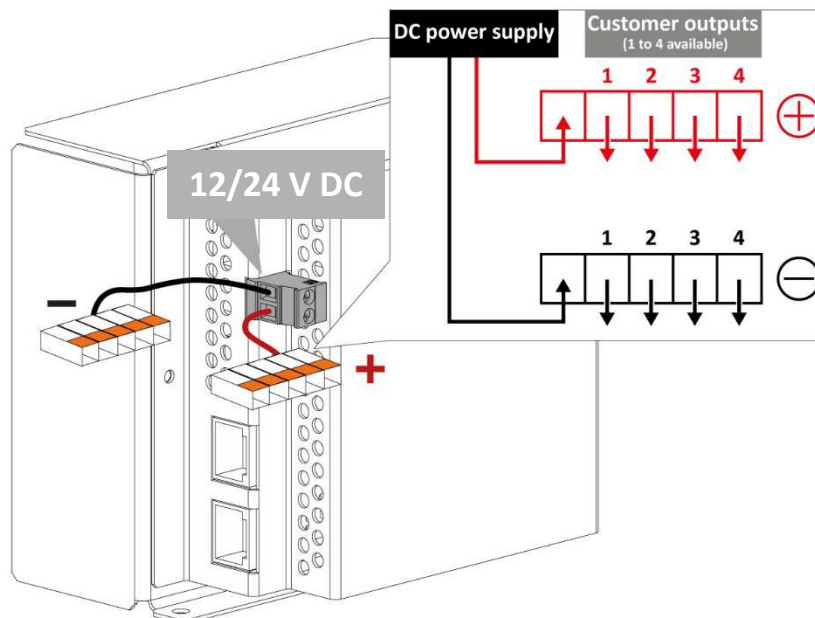 DC power supply
Customer outputs
(1 to 4 available)
1 2 3 4
+
12/24 V DC
1 2 3 4
−
−
+